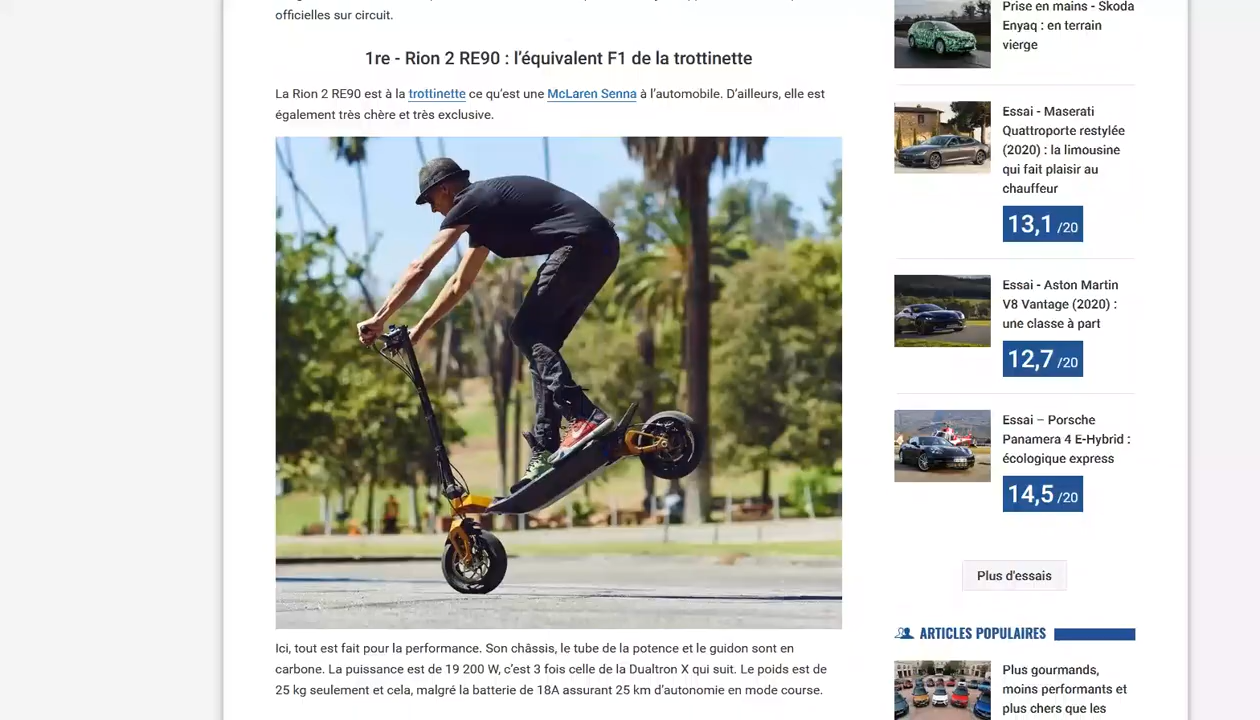 officielles sur circuit.
1re - Rion 2 RE90 : l’équivalent F1 de la trottinette
La Rion 2 RE90 est à la trottinette ce qu’est une McLaren Senna à l’automobile. D’ailleurs, elle est
également très chère et très exclusive.
Ici, tout est fait pour la performance. Son châssis, le tube de la potence et le guidon sont en
carbone. La puissance est de 19 200 W, c’est 3 fois celle de la Dualtron X qui suit. Le poids est de
25 kg seulement et cela, malgré la batterie de 18A assurant 25 km d’autonomie en mode course.
Prise en mains - Skoda
Enyaq : en terrain
vierge
Essai - Maserati
Quattroporte restylée
(2020) : la limousine
qui fait plaisir au
chauffeur
13,1 /20
Essai - Aston Martin
V8 Vantage (2020) :
une classe à part
12,7 /20
Essai – Porsche
Panamera 4 E-Hybrid :
écologique express
14,5 /20
Plus d'essais
ARTICLES POPULAIRES
Plus gourmands,
moins performants et
plus chers que les